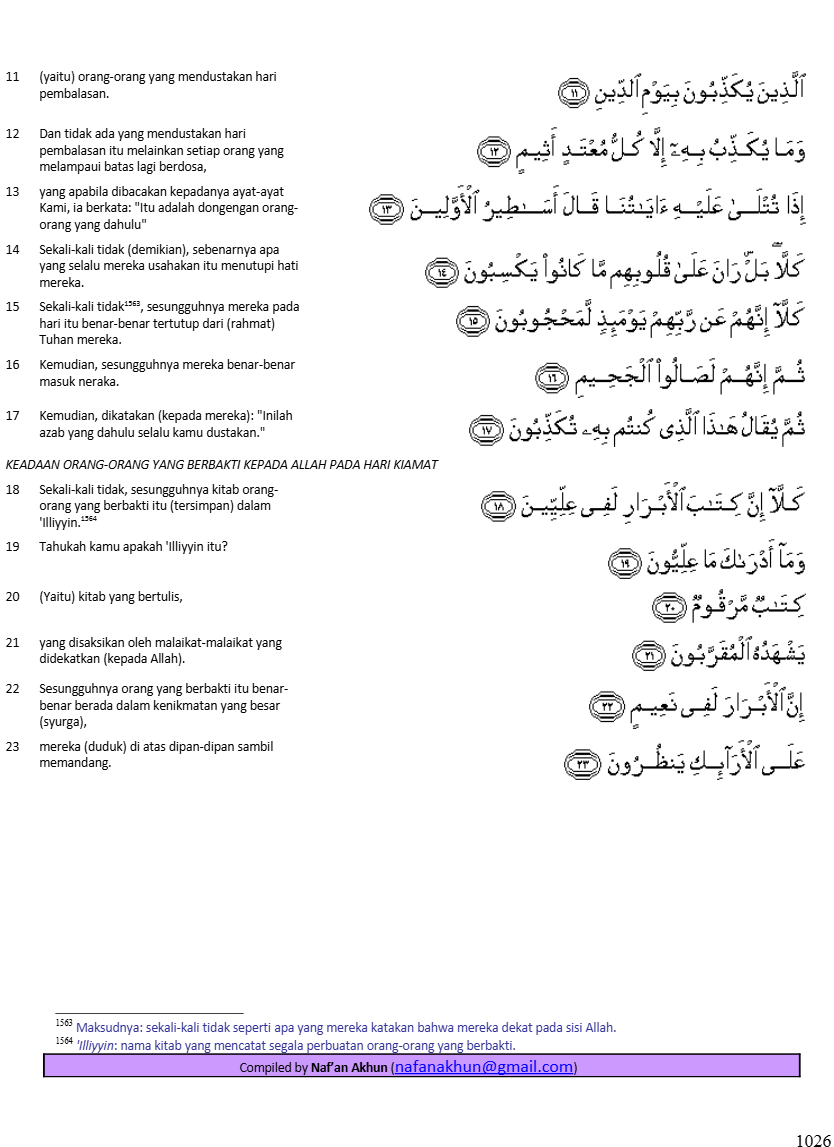 11 (yaitu) orang-orang yang mendustakan hari
pembalasan.
ٱلَّذِينَ يُكَذِّبُونَ بِيَوْمِ ٱلدِّينِ ١١
12 Dan tidak ada yang mendustakan hari
pembalasan itu melainkan setiap orang yang
melampaui batas lagi berdosa,
وَمَا يُكَذِّبُ بِهِۦٓ إِلَّا كُلُّ مُعْتَدٍ أَثِيمٍ ١٢
13 yang apabila dibacakan kepadanya ayat-ayat
Kami, ia berkata: "Itu adalah dongengan orang-
orang yang dahulu"
إِذَا تُتْلَىٰ عَلَيْهِ ءَايَـٰتُنَا قَالَ أَسَـٰطِيرُ ٱلْأَوَّلِينَ ١٣
14 Sekali-kali tidak (demikian), sebenarnya apa
yang selalu mereka usahakan itu menutupi hati
mereka.
كَلَّا ۖ بَلْ ۜ رَانَ عَلَىٰ قُلُوبِهِم مَّا كَانُوا۟ يَكْسِبُونَ ١٤
15 Sekali-kali tidak1563, sesungguhnya mereka pada
hari itu benar-benar tertutup dari (rahmat)
Tuhan mereka.
كَلَّآ إِنَّهُمْ عَن رَّبِّهِمْ يَوْمَئِذٍ لَّمَحْجُوبُونَ ١٥
16 Kemudian, sesungguhnya mereka benar-benar
masuk neraka.
ثُمَّ إِنَّهُمْ لَصَالُوا۟ ٱلْجَحِيمِ ١٦
17 Kemudian, dikatakan (kepada mereka): "Inilah
azab yang dahulu selalu kamu dustakan."
ثُمَّ يُقَالُ هَـٰذَا ٱلَّذِى كُنتُم بِهِۦ تُكَذِّبُونَ ١٧
KEADAAN ORANG-ORANG YANG BERBAKTI KEPADA ALLAH PADA HARI KIAMAT
18 Sekali-kali tidak, sesungguhnya kitab orang-
orang yang berbakti itu (tersimpan) dalam
'Illiyyin.1564
كَلَّآ إِنَّ كِتَـٰبَ ٱلْأَبْرَارِ لَفِى عِلِّيِّينَ ١٨
19 Tahukah kamu apakah 'Illiyyin itu?
وَمَآ أَدْرَىٰكَ مَا عِلِّيُّونَ ١٩
20 (Yaitu) kitab yang bertulis,
كِتَـٰبٌ مَّرْقُومٌ ٢٠
21 yang disaksikan oleh malaikat-malaikat yang
didekatkan (kepada Allah).
يَشْهَدُهُ ٱلْمُقَرَّبُونَ ٢١
22 Sesungguhnya orang yang berbakti itu benar-
benar berada dalam kenikmatan yang besar
(syurga),
إِنَّ ٱلْأَبْرَارَ لَفِى نَعِيمٍ ٢٢
23 mereka (duduk) di atas dipan-dipan sambil
memandang.
عَلَى ٱلْأَرَآئِكِ يَنظُرُونَ ٢٣
1563 Maksudnya: sekali-kali tidak seperti apa yang mereka katakan bahwa mereka dekat pada sisi Allah.
1564 'Illiyyin: nama kitab yang mencatat segala perbuatan orang-orang yang berbakti.
Compiled by Naf’an Akhun (nafanakhun@gmail.com)
1026